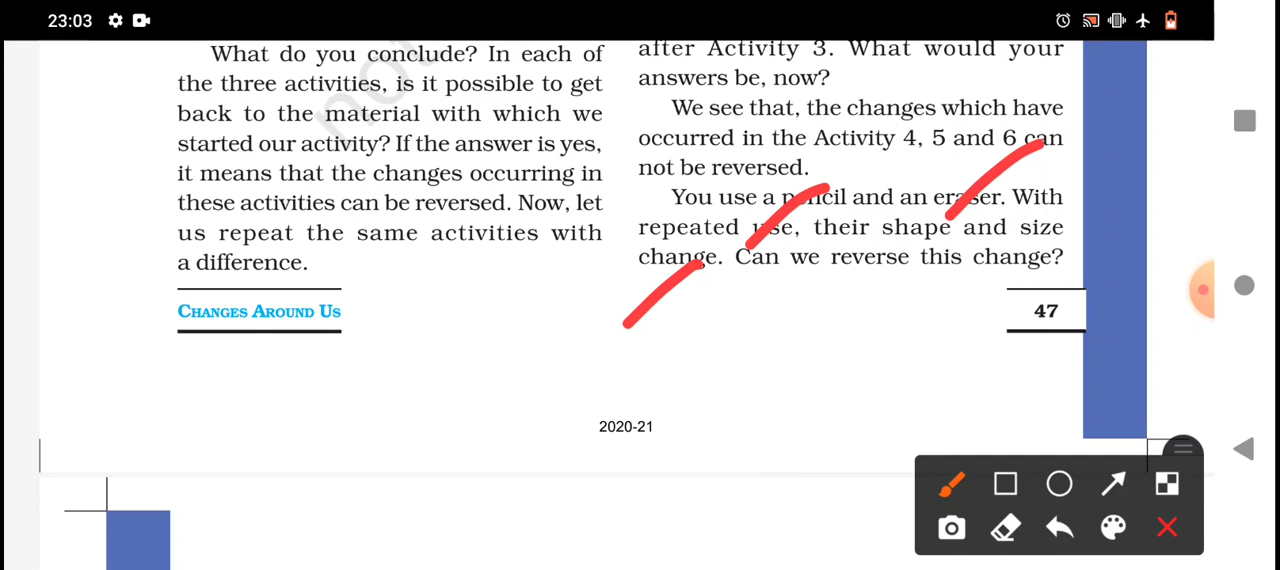 23:03
What do you conclude? In each of
the three activities, is it possible to get
back to the material with which we
started our activity? If the answer is yes,
it means that the changes occurring in
these activities can be reversed. Now, let
us repeat the same activities with
a difference.
CHANGES AROUND US
after Activity 3. What would your
answers be, now?
We see that, the changes which have
occurred in the Activity 4, 5 and 6 can
not be reversed.
You use a pencil and an eraser. With
repeated use, their shape and size
change. Can we reverse this change?
47
2020-21
not